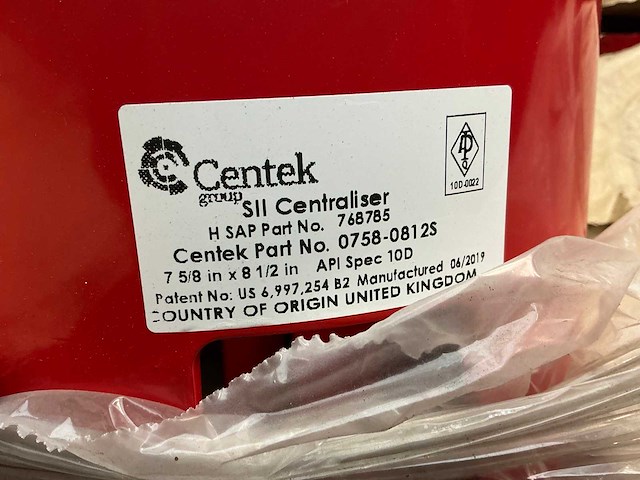 Centek
group
SII Centraliser
H SAP Part No. 768785
Centek Part No. 0758-0812S
7 5/8 in x 8 1/2 in API Spec 10D
Patent No: US 6,997,254 B2 Manufactured 06/2019
COUNTRY OF ORIGIN UNITED KINGDOM
API
10D-0022